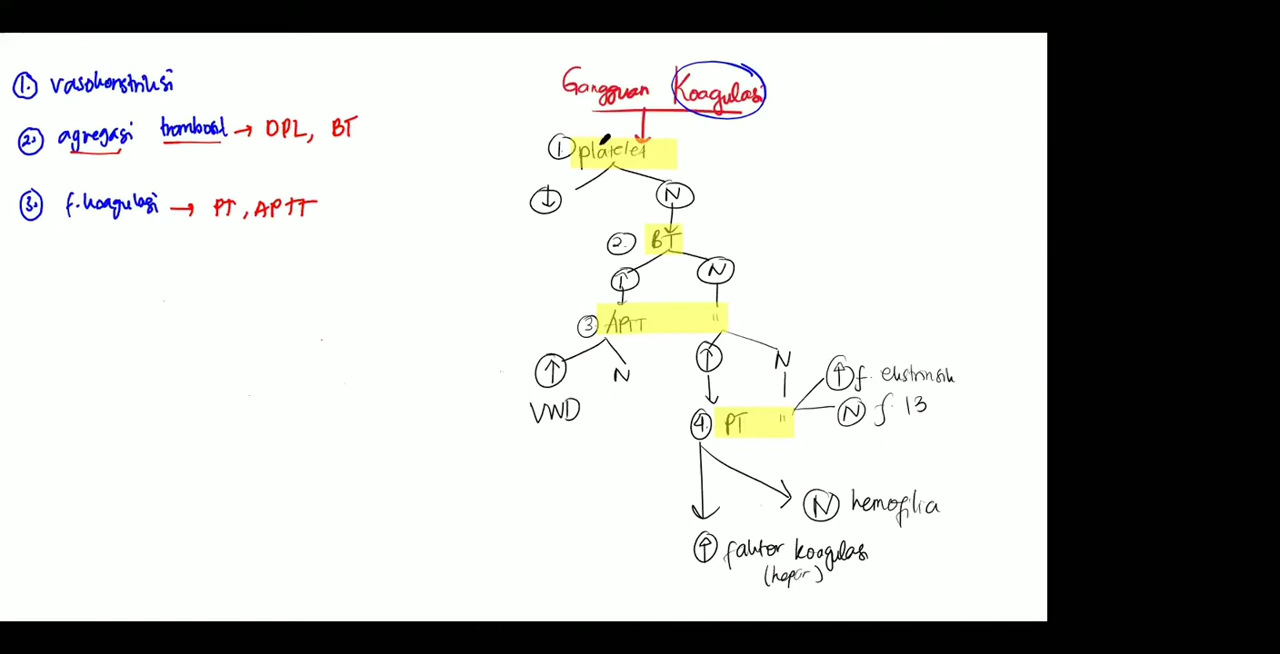 1. vasokonstriksi
2. agregasi trombosit → DPL, BT
3. f. koagulasi → PT, APTT
Gangguan Koagulasi
1. platelet
↓ N
2. BT
↑ N
3. APTT "
↑ N ↑ N
VWD
↑ f. ekstrinsik
N f. 13
4. PT "
N hemofilia
↑ faktor koagulasi
(hepar)